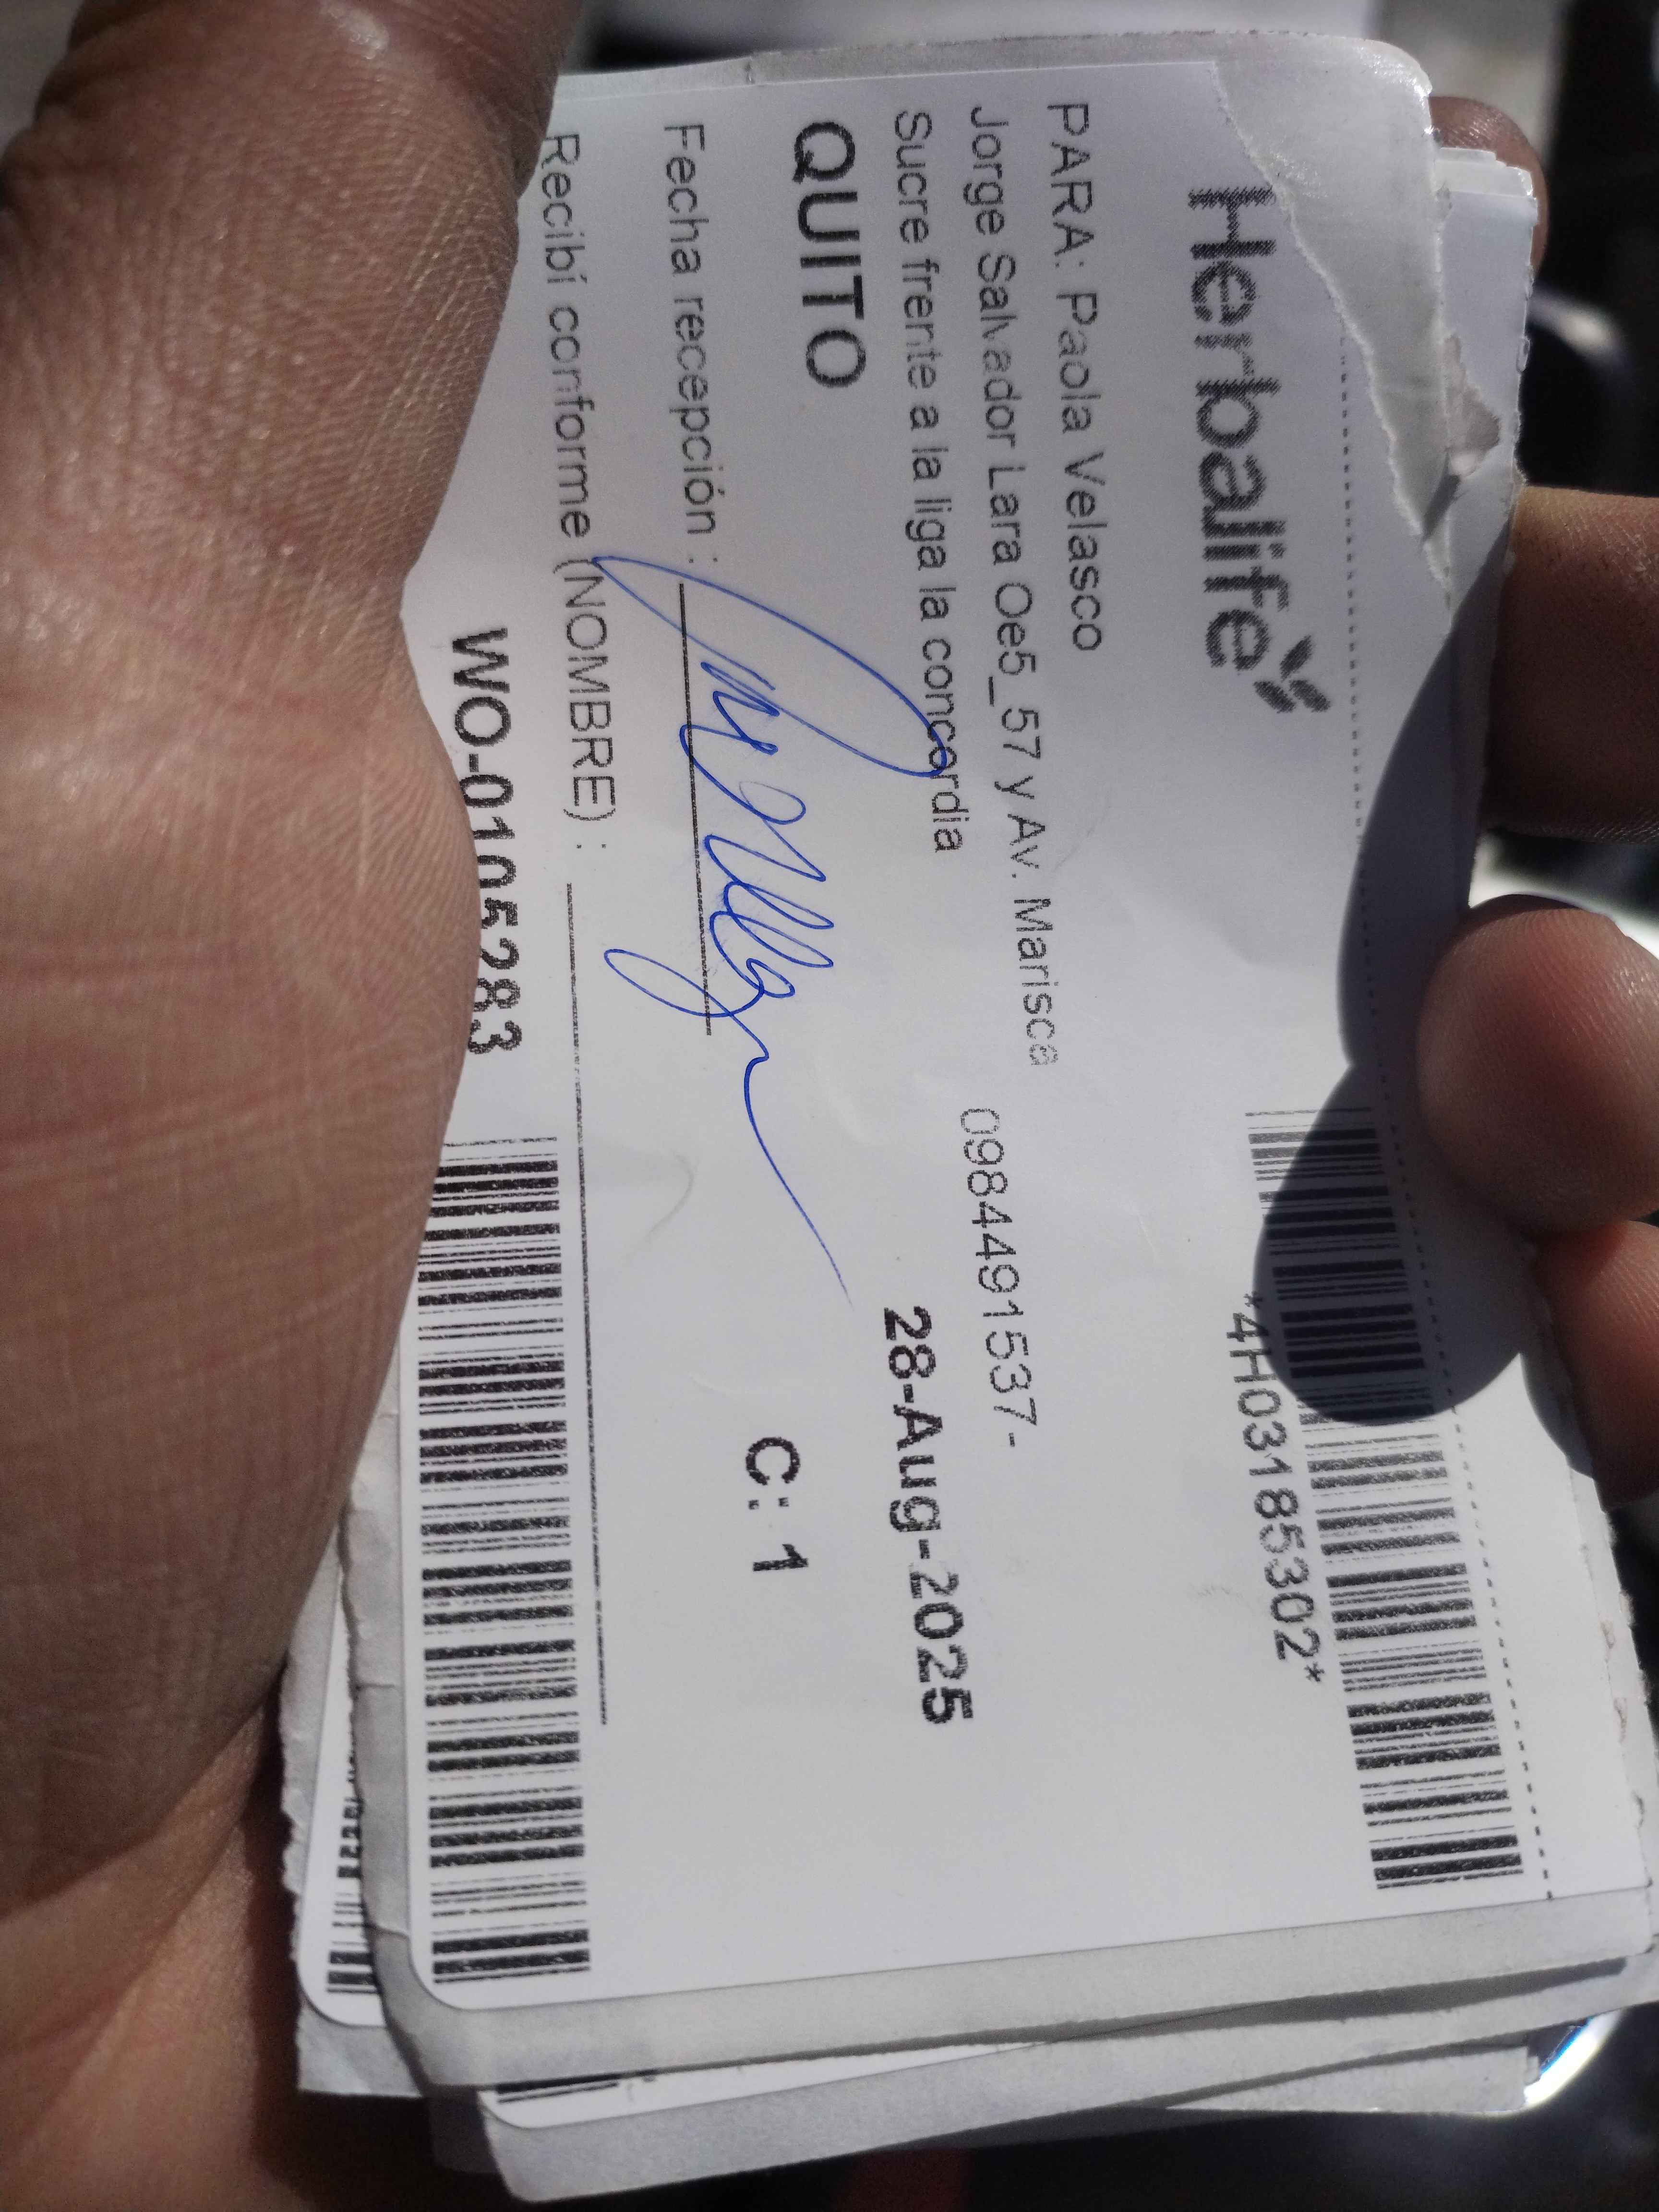 Herbalife
*4H03185302*
PARA: Paola Velasco
Jorge Salvador Lara Oe5_57 y Av. Marisca
0984491537-
Sucre frente a la liga la concordia
28-Aug-2025
QUITO
C: 1
Fecha recepción :
Recibí conforme (NOMBRE) :
WO-0105283